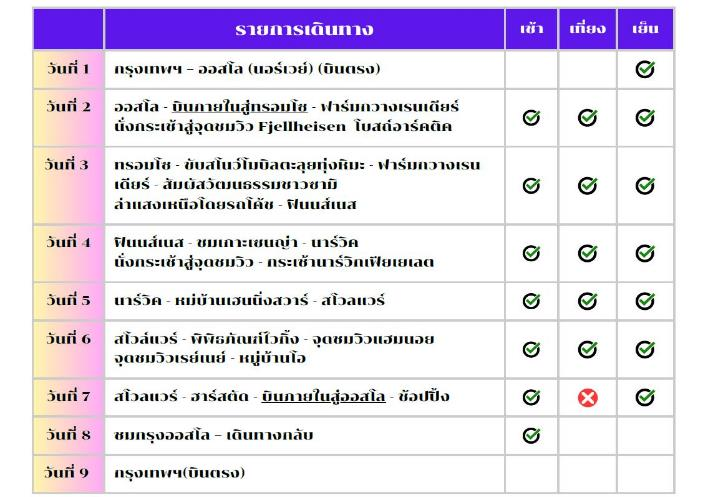 รายการเดินทาง เช้า เที่ยง เย็น
วันที่ 1 กรุงเทพฯ – ออสโล (นอร์เวย์) (บินตรง)
วันที่ 2 ออสโล - บินภายในสู่ทรอมโซ - ฟาร์มกวางเรนเดียร์
นั่งกระเช้าสู่จุดชมวิว Fjellheisen โบสถ์อาร์คติค
วันที่ 3 ทรอมโซ - ขับสโนว์โมบิลตะลุยทุ่งหิมะ - ฟาร์มกวางเรน
เดียร์ - สัมผัสวัฒนธรรมชาวซามิ
ล่าแสงเหนือโดยรถโค้ช - ฟินนส์เนส
วันที่ 4 ฟินนส์เนส - ชมเกาะเซนญ่า - นาร์วิค
นั่งกระเช้าสู่จุดชมวิว - กระเช้านาร์วิกเฟียเยเลต
วันที่ 5 นาร์วิค - หมู่บ้านเฮนนิ่งสวาร์ - สโวลแวร์
วันที่ 6 สโวล์แวร์ - พิพิธภัณฑ์ไวกิ้ง - จุดชมวิวแฮมนอย
จุดชมวิวเรย์เนย์ - หมู่บ้านโอ
วันที่ 7 สโวลแวร์ - ฮาร์สตัด - บินภายในสู่ออสโล - ช้อปปิ้ง
วันที่ 8 ชมกรุงออสโล – เดินทางกลับ
วันที่ 9 กรุงเทพฯ(บินตรง)